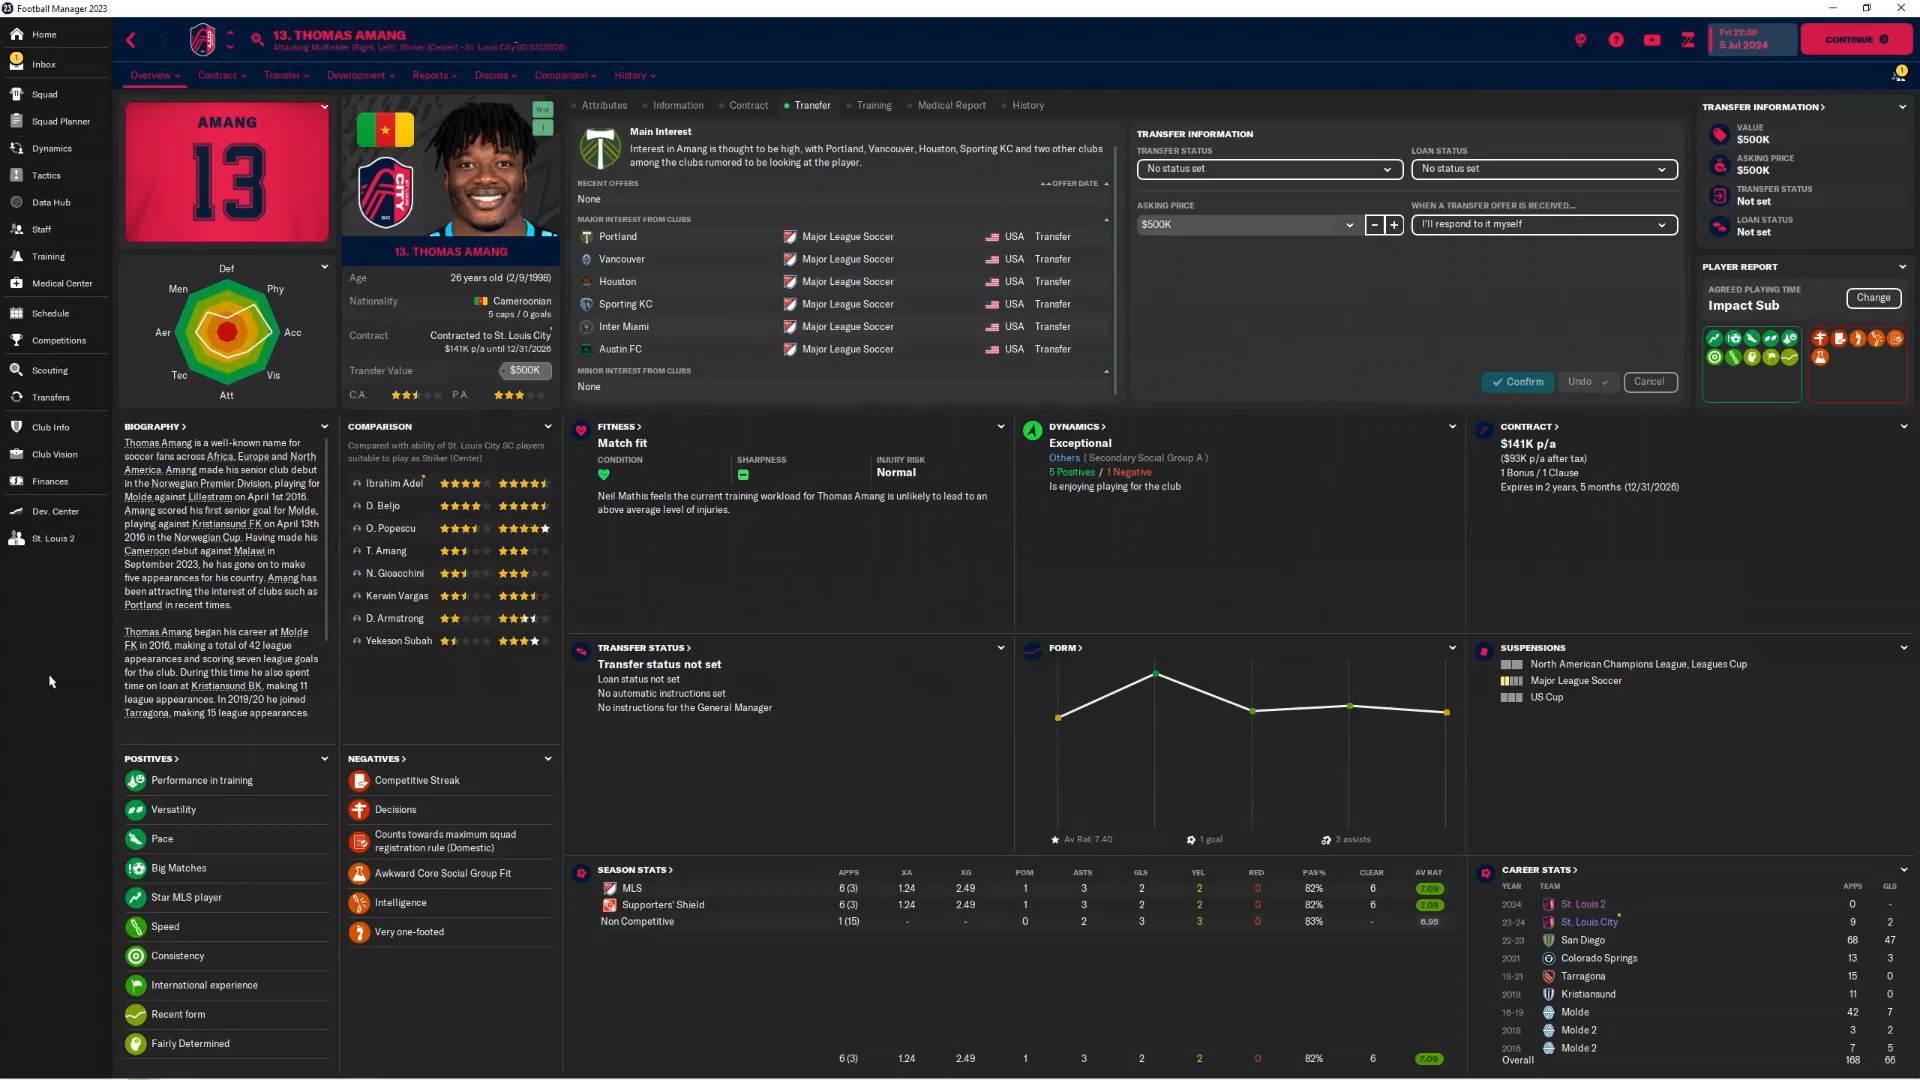 Football Manager 2023
Home
Inbox
Squad
Squad Planner
Dynamics
Tactics
Data Hub
Staff
Training
Medical Center
Schedule
Competitions
Scouting
Transfers
Club Info
Club Vision
Finances
Dev. Center
St. Louis 2
13. THOMAS AMANG
Attacking Midfielder (Right, Left), Striker (Center) - St. Louis City (ID:93135726)
Fri 22:30
5 Jul 2024
CONTINUE
Overview
Contract
Transfer
Development
Reports
Discuss
Comparison
History
1
AMANG
13
Wnt
13. THOMAS AMANG
Age 26 years old (2/9/1998)
Nationality Cameroonian
5 caps / 0 goals
Contract Contracted to St. Louis City
$141K p/a until 12/31/2026
Transfer Value $500K
C.A. P.A.
Def
Men Phy
Aer Acc
Tec Vis
Att
Attributes Information Contract Transfer Training Medical Report History
Main Interest
Interest in Amang is thought to be high, with Portland, Vancouver, Houston, Sporting KC and two other clubs
among the clubs rumored to be looking at the player.
RECENT OFFERS OFFER DATE
None
MAJOR INTEREST FROM CLUBS
Portland Major League Soccer USA Transfer
Vancouver Major League Soccer USA Transfer
Houston Major League Soccer USA Transfer
Sporting KC Major League Soccer USA Transfer
Inter Miami Major League Soccer USA Transfer
Austin FC Major League Soccer USA Transfer
MINOR INTEREST FROM CLUBS
None
TRANSFER INFORMATION
TRANSFER STATUS LOAN STATUS
No status set No status set
ASKING PRICE WHEN A TRANSFER OFFER IS RECEIVED...
$500K I'll respond to it myself
Confirm Undo Cancel
TRANSFER INFORMATION
VALUE
$500K
ASKING PRICE
$500K
TRANSFER STATUS
Not set
LOAN STATUS
Not set
PLAYER REPORT
AGREED PLAYING TIME
Impact Sub Change
BIOGRAPHY
Thomas Amang is a well-known name for
soccer fans across Africa, Europe and North
America. Amang made his senior club debut
in the Norwegian Premier Division, playing for
Molde against Lillestrøm on April 1st 2016.
Amang scored his first senior goal for Molde,
playing against Kristiansund FK on April 13th
2016 in the Norwegian Cup. Having made his
Cameroon debut against Malawi in
September 2023, he has gone on to make
five appearances for his country. Amang has
been attracting the interest of clubs such as
Portland in recent times.
Thomas Amang began his career at Molde
FK in 2016, making a total of 42 league
appearances and scoring seven league goals
for the club. During this time he also spent
time on loan at Kristiansund BK, making 11
league appearances. In 2019/20 he joined
Tarragona, making 15 league appearances.
COMPARISON
Compared with ability of St. Louis City SC players
suitable to play as Striker (Center)
Ibrahim Adel
D. Beljo
O. Popescu
T. Amang
N. Gioacchini
Kerwin Vargas
D. Armstrong
Yekeson Subah
FITNESS
Match fit
CONDITION SHARPNESS INJURY RISK
Normal
Neil Mathis feels the current training workload for Thomas Amang is unlikely to lead to an
above average level of injuries.
DYNAMICS
Exceptional
Others ( Secondary Social Group A )
5 Positives / 1 Negative
Is enjoying playing for the club
CONTRACT
$141K p/a
($93K p/a after tax)
1 Bonus / 1 Clause
Expires in 2 years, 5 months (12/31/2026)
TRANSFER STATUS
Transfer status not set
Loan status not set
No automatic instructions set
No instructions for the General Manager
FORM
Av Rat: 7.40 1 goal 3 assists
SUSPENSIONS
North American Champions League, Leagues Cup
Major League Soccer
US Cup
POSITIVES
Performance in training
Versatility
Pace
Big Matches
Star MLS player
Speed
Consistency
International experience
Recent form
Fairly Determined
NEGATIVES
Competitive Streak
Decisions
Counts towards maximum squad
registration rule (Domestic)
Awkward Core Social Group Fit
Intelligence
Very one-footed
SEASON STATS APPS XA XG POM ASTS GLS YEL RED PAS% CLEAR AV RAT
MLS 6 (3) 1.24 2.49 1 3 2 2 0 82% 6 7.09
Supporters' Shield 6 (3) 1.24 2.49 1 3 2 2 0 82% 6 7.09
Non Competitive 1 (15) - - 0 2 3 3 0 83% - 6.95
6 (3) 1.24 2.49 1 3 2 2 0 82% 6 7.09
CAREER STATS
YEAR TEAM APPS GLS
2024 St. Louis 2 0 -
23-24 St. Louis City 9 2
22-23 San Diego 68 47
2021 Colorado Springs 13 3
19-21 Tarragona 15 0
2019 Kristiansund 11 0
16-19 Molde 42 7
2018 Molde 2 3 2
2016 Molde 2 7 5
Overall 168 66